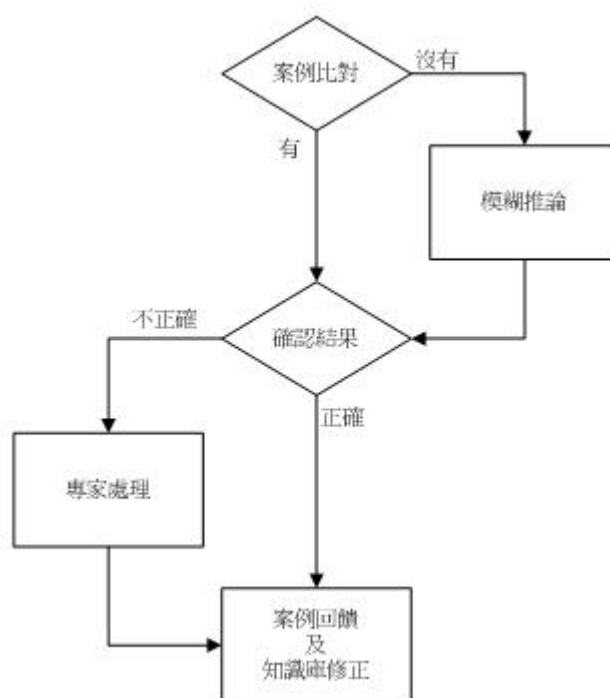 案例比對
沒有
有
模糊推論
確認結果
不正確
正確
專家處理
案例回饋
及
知識庫修正